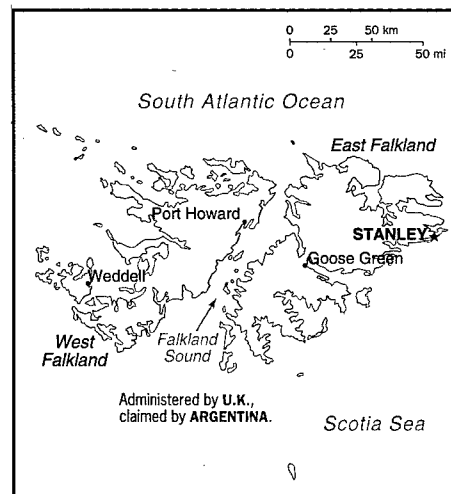 0 25 50 km
0 25 50 mi
South Atlantic Ocean
East Falkland
Port Howard
STANLEY
Goose Green
Weddell
West
Falkland
Falkland
Sound
Administered by U.K.,
claimed by ARGENTINA.
Scotia Sea